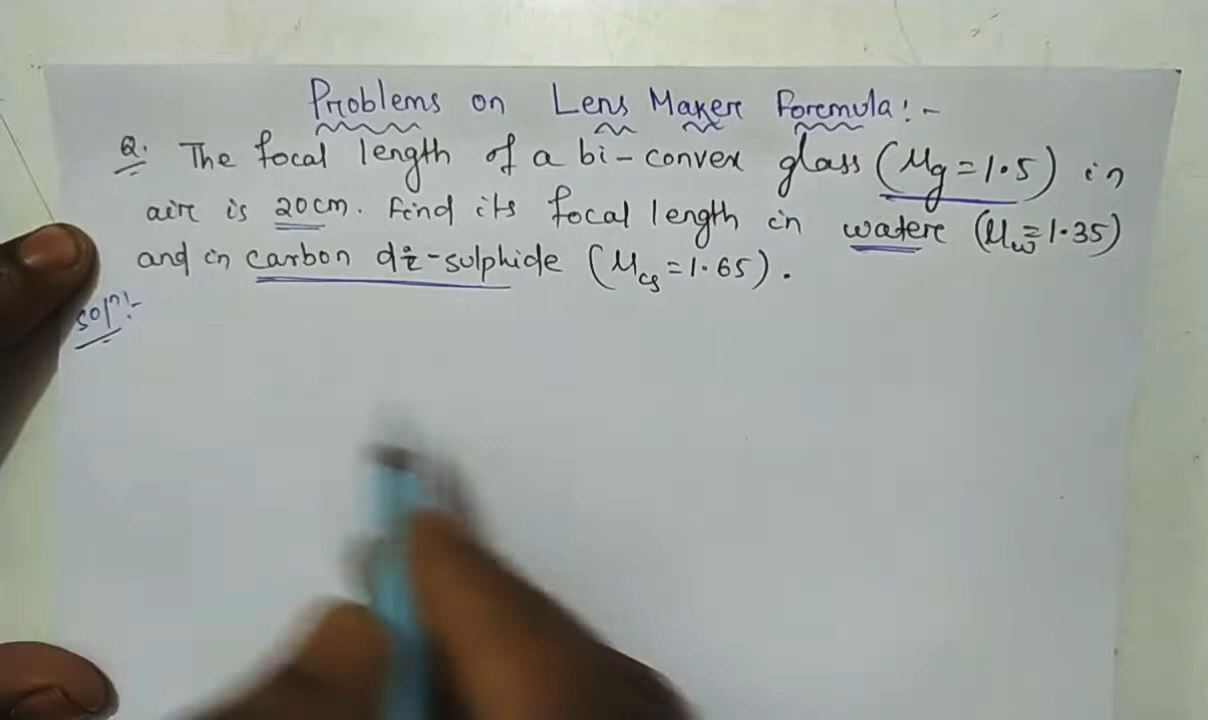 Problems on Lens Maker Formula:-
Q. The focal length of a bi-convex glass (μg=1.5) in
air is 20cm. Find its focal length in water (μw=1.35)
and in carbon di-sulphide (μcs=1.65).
Solⁿ:-